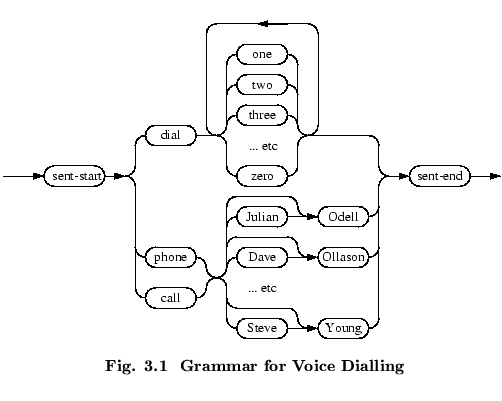 one
two
three
dial
... etc
sent-start
zero
sent-end
Julian Odell
phone
Dave Ollason
call
... etc
Steve Young
Fig. 3.1 Grammar for Voice Dialling